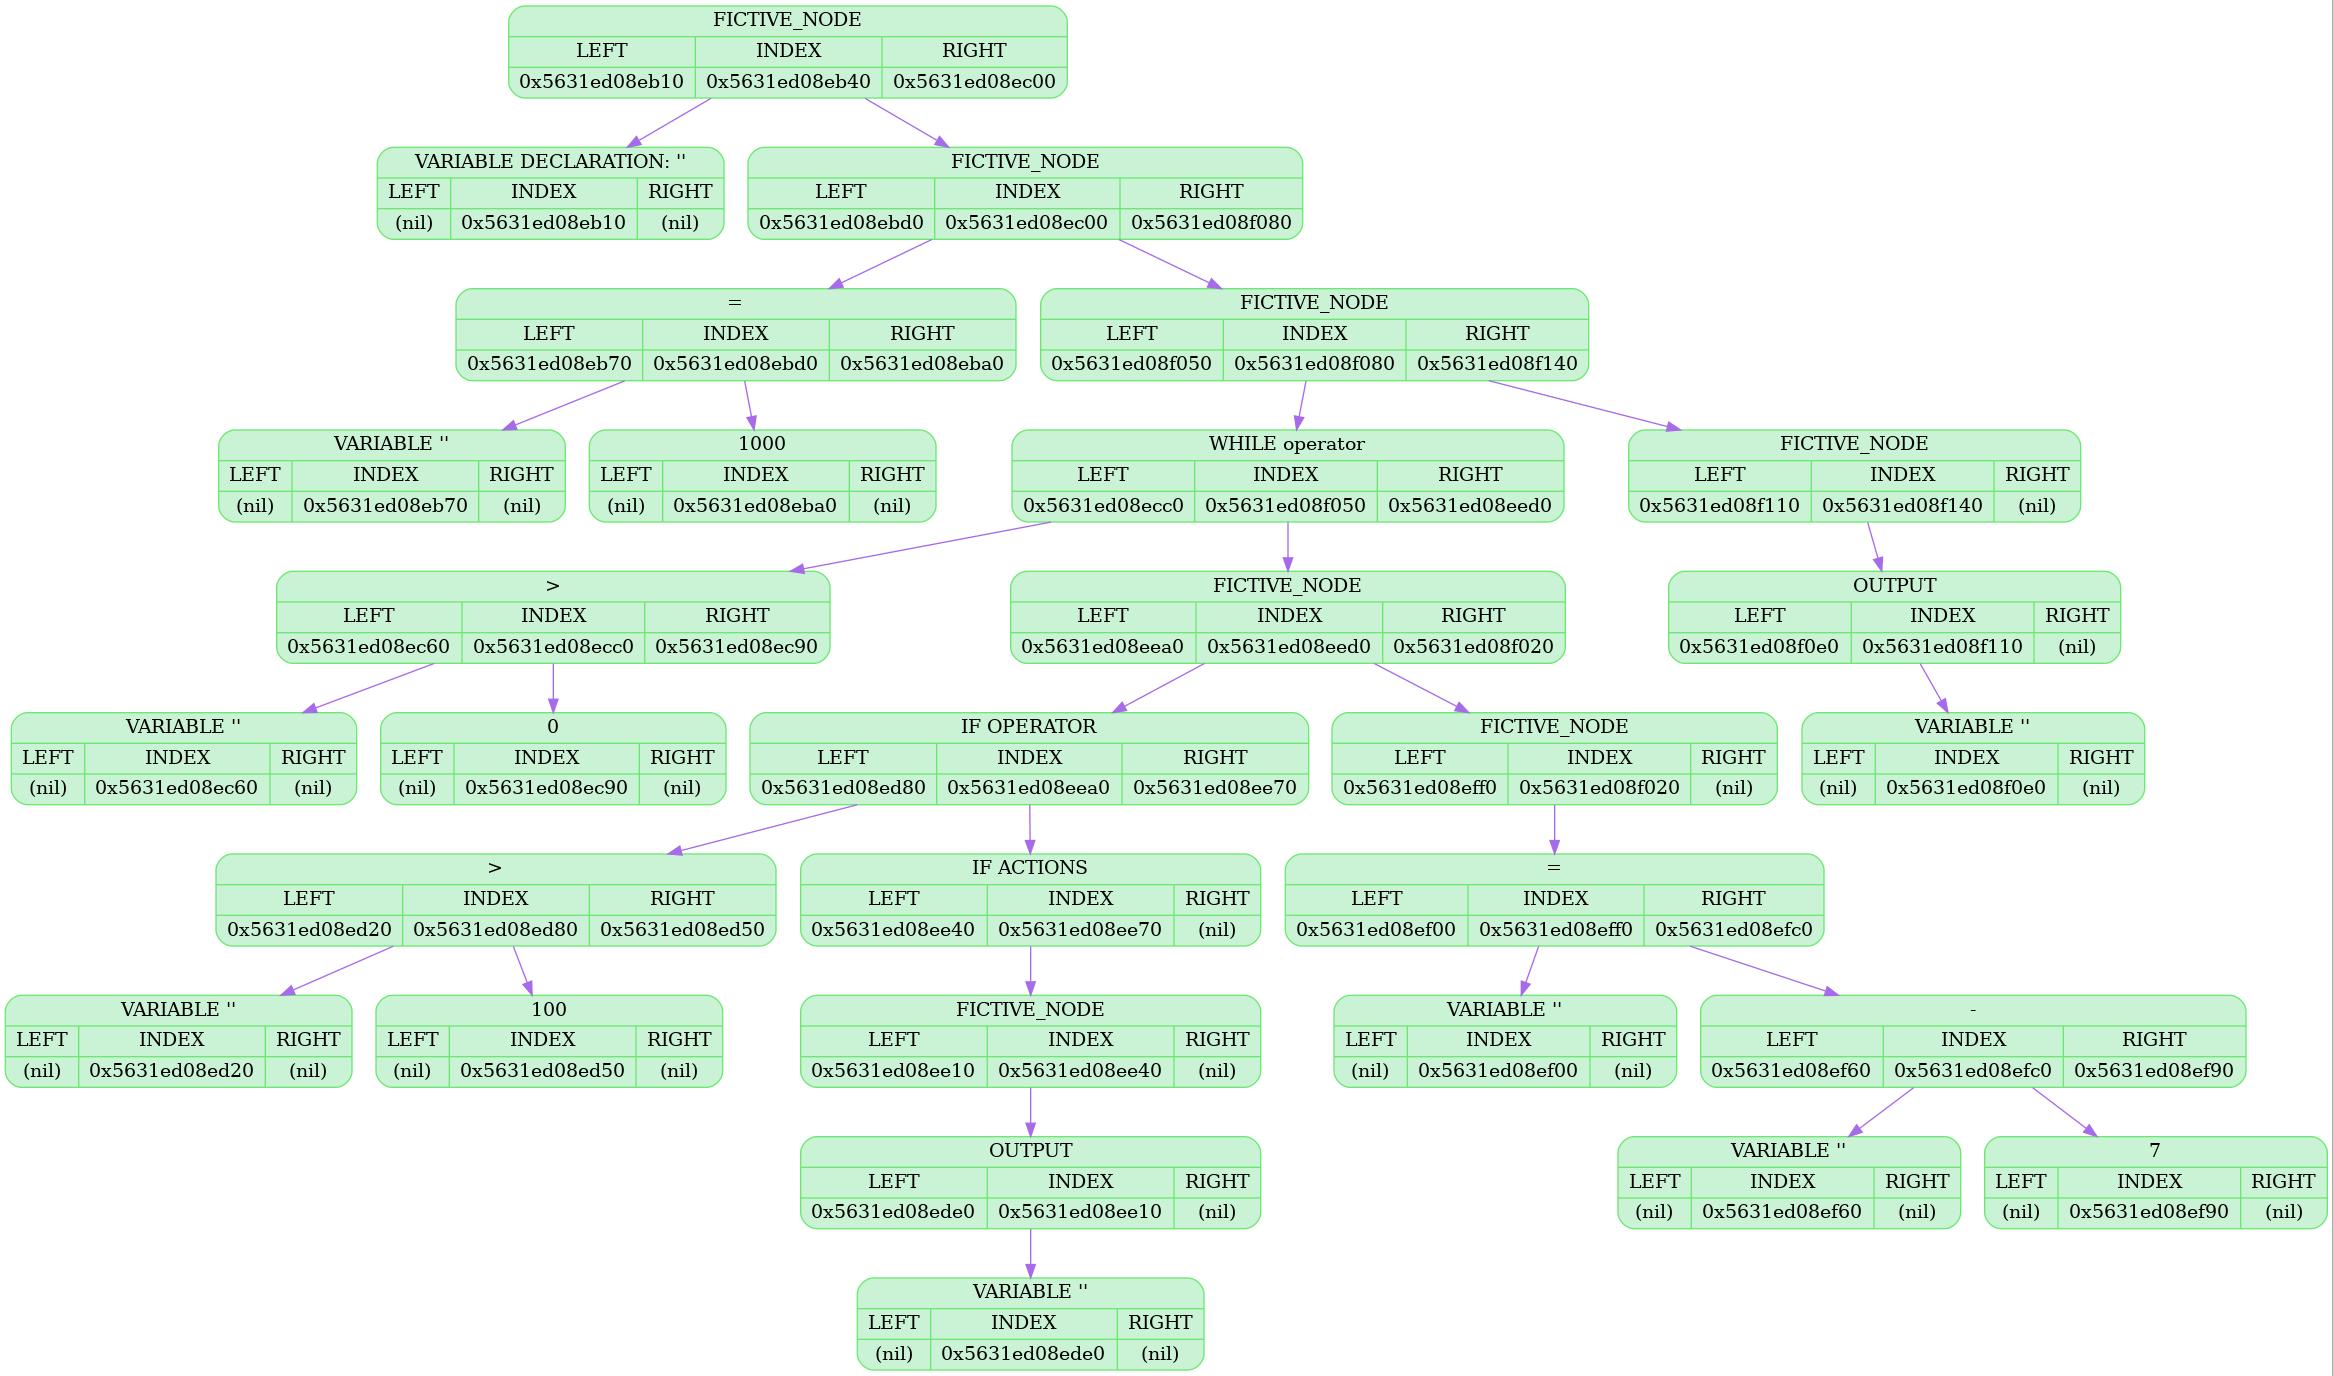 FICTIVE_NODE
LEFT INDEX RIGHT
0x5631ed08eb10 0x5631ed08eb40 0x5631ed08ec00
VARIABLE DECLARATION: ''
LEFT INDEX RIGHT
(nil) 0x5631ed08eb10 (nil)
FICTIVE_NODE
LEFT INDEX RIGHT
0x5631ed08ebd0 0x5631ed08ec00 0x5631ed08f080
=
LEFT INDEX RIGHT
0x5631ed08eb70 0x5631ed08ebd0 0x5631ed08eba0
FICTIVE_NODE
LEFT INDEX RIGHT
0x5631ed08f050 0x5631ed08f080 0x5631ed08f140
VARIABLE ''
LEFT INDEX RIGHT
(nil) 0x5631ed08eb70 (nil)
1000
LEFT INDEX RIGHT
(nil) 0x5631ed08eba0 (nil)
WHILE operator
LEFT INDEX RIGHT
0x5631ed08ecc0 0x5631ed08f050 0x5631ed08eed0
FICTIVE_NODE
LEFT INDEX RIGHT
0x5631ed08f110 0x5631ed08f140 (nil)
>
LEFT INDEX RIGHT
0x5631ed08ec60 0x5631ed08ecc0 0x5631ed08ec90
FICTIVE_NODE
LEFT INDEX RIGHT
0x5631ed08eea0 0x5631ed08eed0 0x5631ed08f020
OUTPUT
LEFT INDEX RIGHT
0x5631ed08f0e0 0x5631ed08f110 (nil)
VARIABLE ''
LEFT INDEX RIGHT
(nil) 0x5631ed08ec60 (nil)
0
LEFT INDEX RIGHT
(nil) 0x5631ed08ec90 (nil)
IF OPERATOR
LEFT INDEX RIGHT
0x5631ed08ed80 0x5631ed08eea0 0x5631ed08ee70
FICTIVE_NODE
LEFT INDEX RIGHT
0x5631ed08eff0 0x5631ed08f020 (nil)
VARIABLE ''
LEFT INDEX RIGHT
(nil) 0x5631ed08f0e0 (nil)
>
LEFT INDEX RIGHT
0x5631ed08ed20 0x5631ed08ed80 0x5631ed08ed50
IF ACTIONS
LEFT INDEX RIGHT
0x5631ed08ee40 0x5631ed08ee70 (nil)
=
LEFT INDEX RIGHT
0x5631ed08ef00 0x5631ed08eff0 0x5631ed08efc0
VARIABLE ''
LEFT INDEX RIGHT
(nil) 0x5631ed08ed20 (nil)
100
LEFT INDEX RIGHT
(nil) 0x5631ed08ed50 (nil)
FICTIVE_NODE
LEFT INDEX RIGHT
0x5631ed08ee10 0x5631ed08ee40 (nil)
VARIABLE ''
LEFT INDEX RIGHT
(nil) 0x5631ed08ef00 (nil)
-
LEFT INDEX RIGHT
0x5631ed08ef60 0x5631ed08efc0 0x5631ed08ef90
OUTPUT
LEFT INDEX RIGHT
0x5631ed08ede0 0x5631ed08ee10 (nil)
VARIABLE ''
LEFT INDEX RIGHT
(nil) 0x5631ed08ef60 (nil)
7
LEFT INDEX RIGHT
(nil) 0x5631ed08ef90 (nil)
VARIABLE ''
LEFT INDEX RIGHT
(nil) 0x5631ed08ede0 (nil)